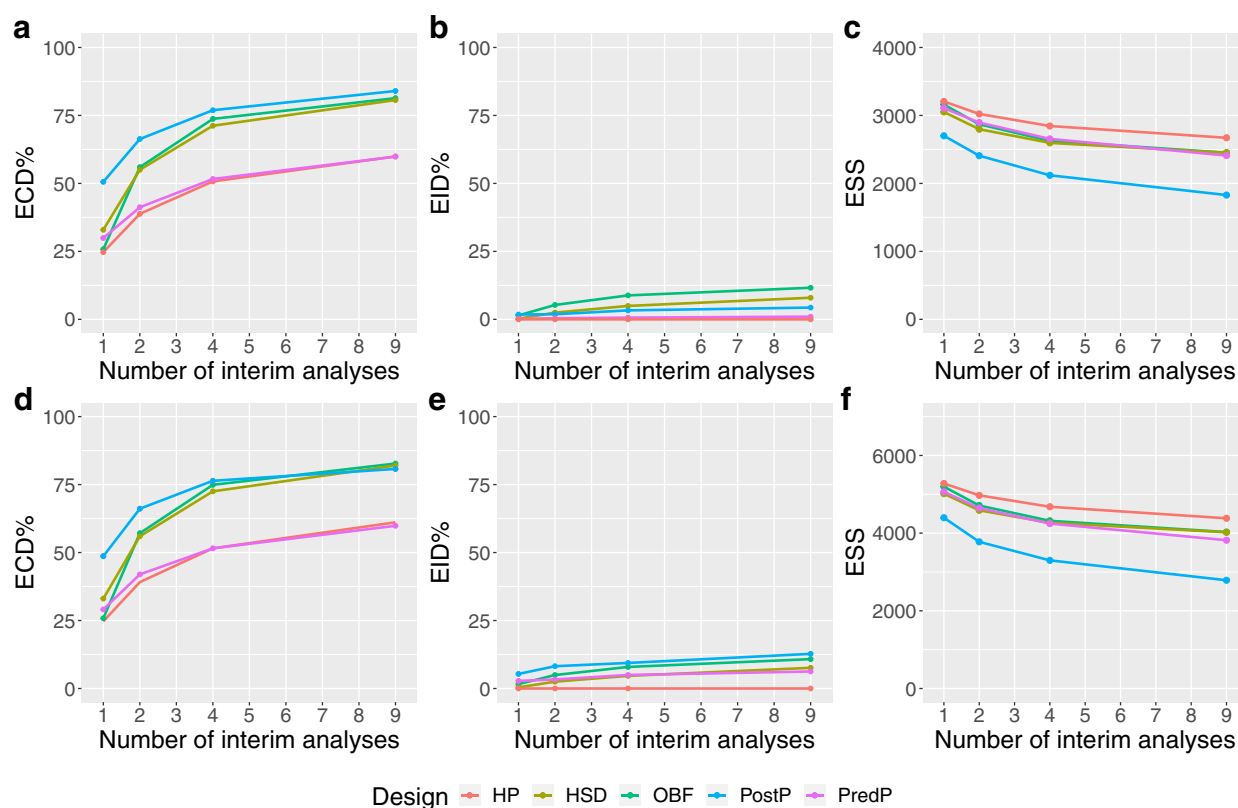 a b c
100 100 4000
75 75 3000
ECD% 50 EID% 50 ESS 2000
25 25 1000
0 0 0
1 2 3 4 5 6 7 8 9 1 2 3 4 5 6 7 8 9 1 2 3 4 5 6 7 8 9
Number of interim analyses Number of interim analyses Number of interim analyses
d e f
100 100
75 75 6000
ECD% 50 EID% 50 ESS 4000
25 25 2000
0 0 0
1 2 3 4 5 6 7 8 9 1 2 3 4 5 6 7 8 9 1 2 3 4 5 6 7 8 9
Number of interim analyses Number of interim analyses Number of interim analyses
Design HP HSD OBF PostP PredP